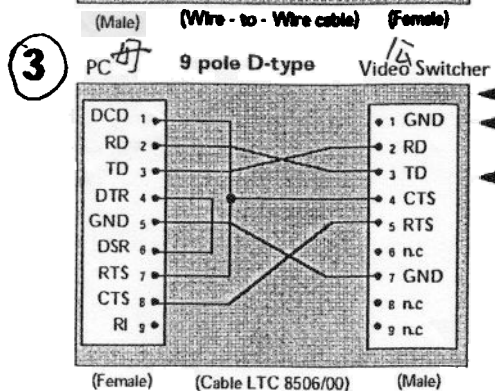 (Male) (Wire - to - Wire cable) (Female)
3
母 公
PC 9 pole D-type Video Switcher
DCD 1 1 GND
RD 2 2 RD
TD 3 3 TD
DTR 4 4 CTS
GND 5 5 RTS
DSR 6 6 n.c
RTS 7 7 GND
CTS 8 8 n.c
RI 9 9 n.c
(Female) (Cable LTC 8506/00) (Male)